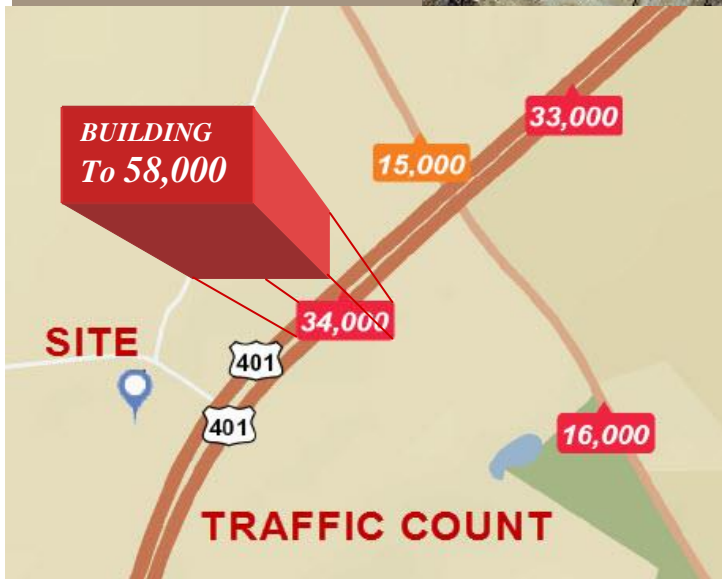 33,000
BUILDING
To 58,000
15,000
34,000
SITE
401
401
16,000
TRAFFIC COUNT